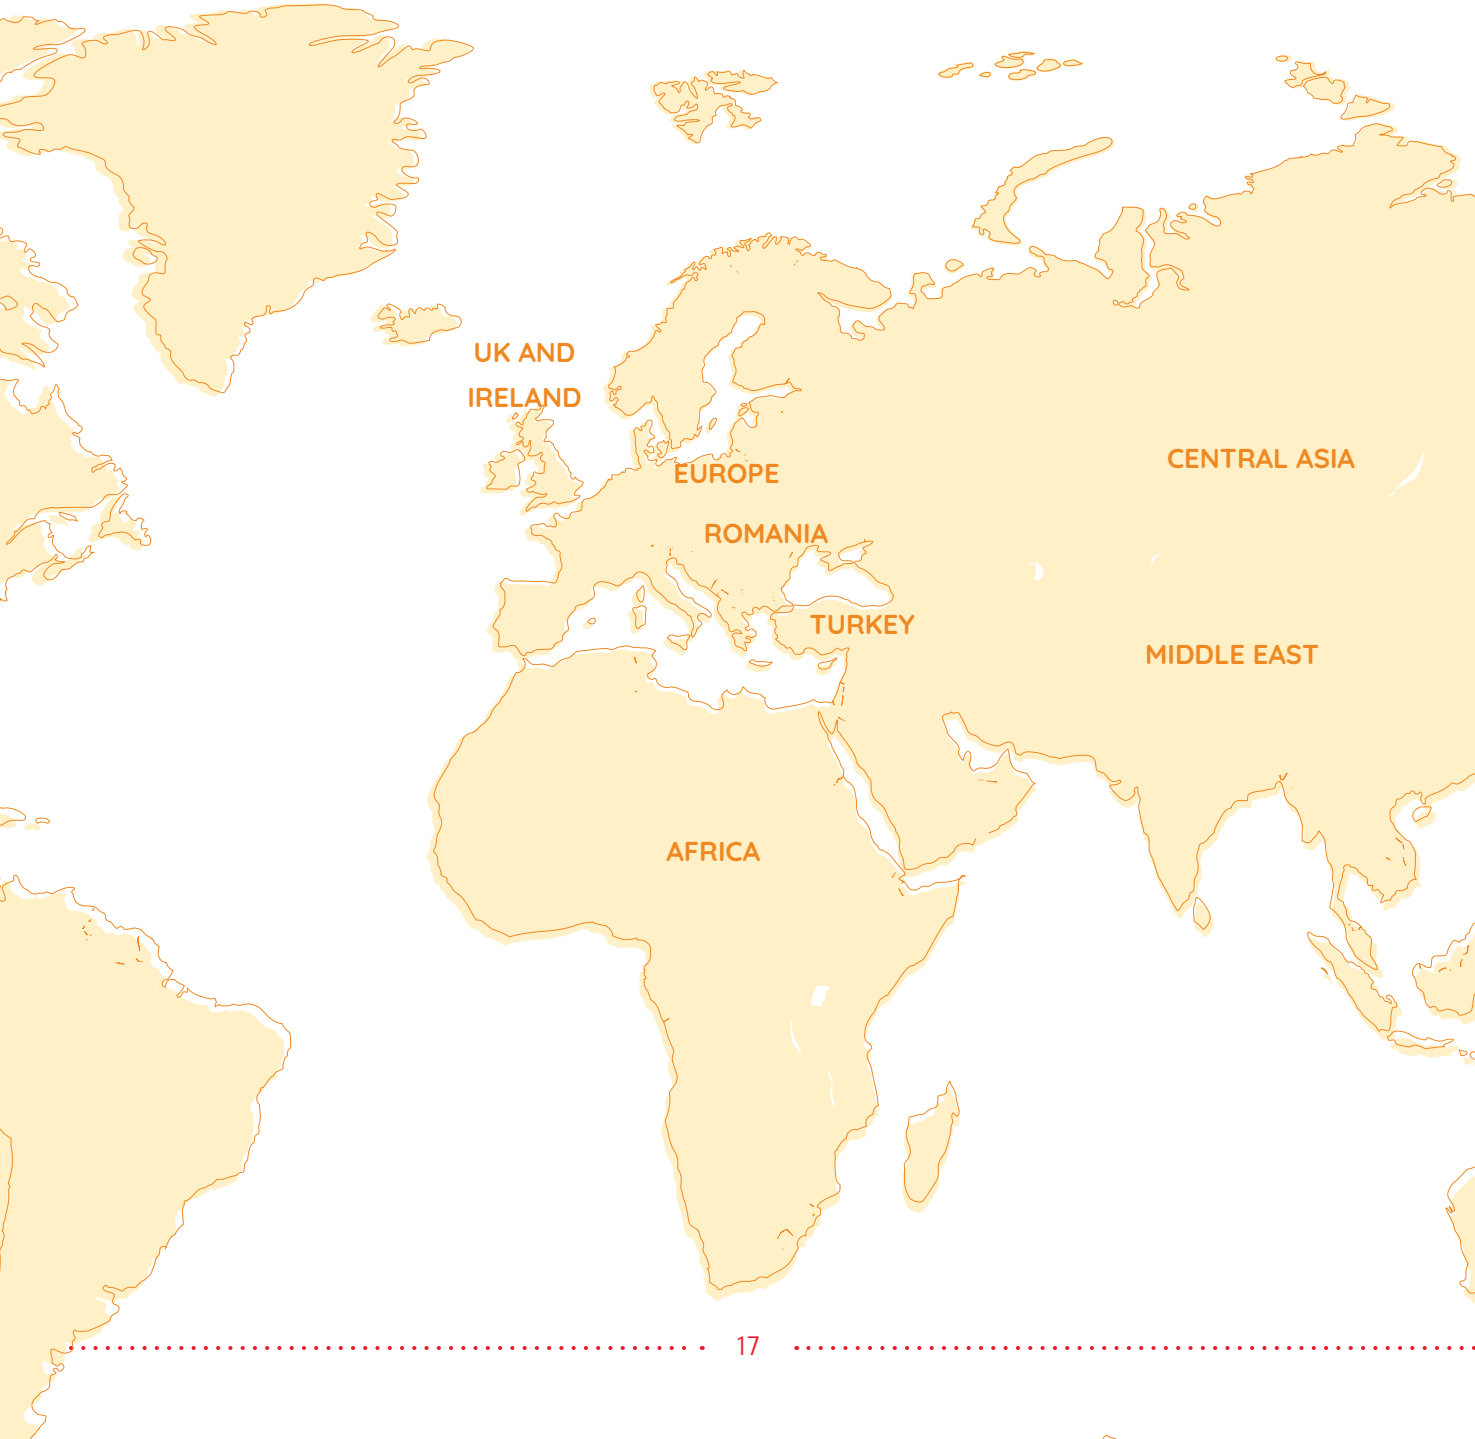 UK AND
IRELAND
CENTRAL ASIA
EUROPE
ROMANIA
TURKEY
MIDDLE EAST
AFRICA
17